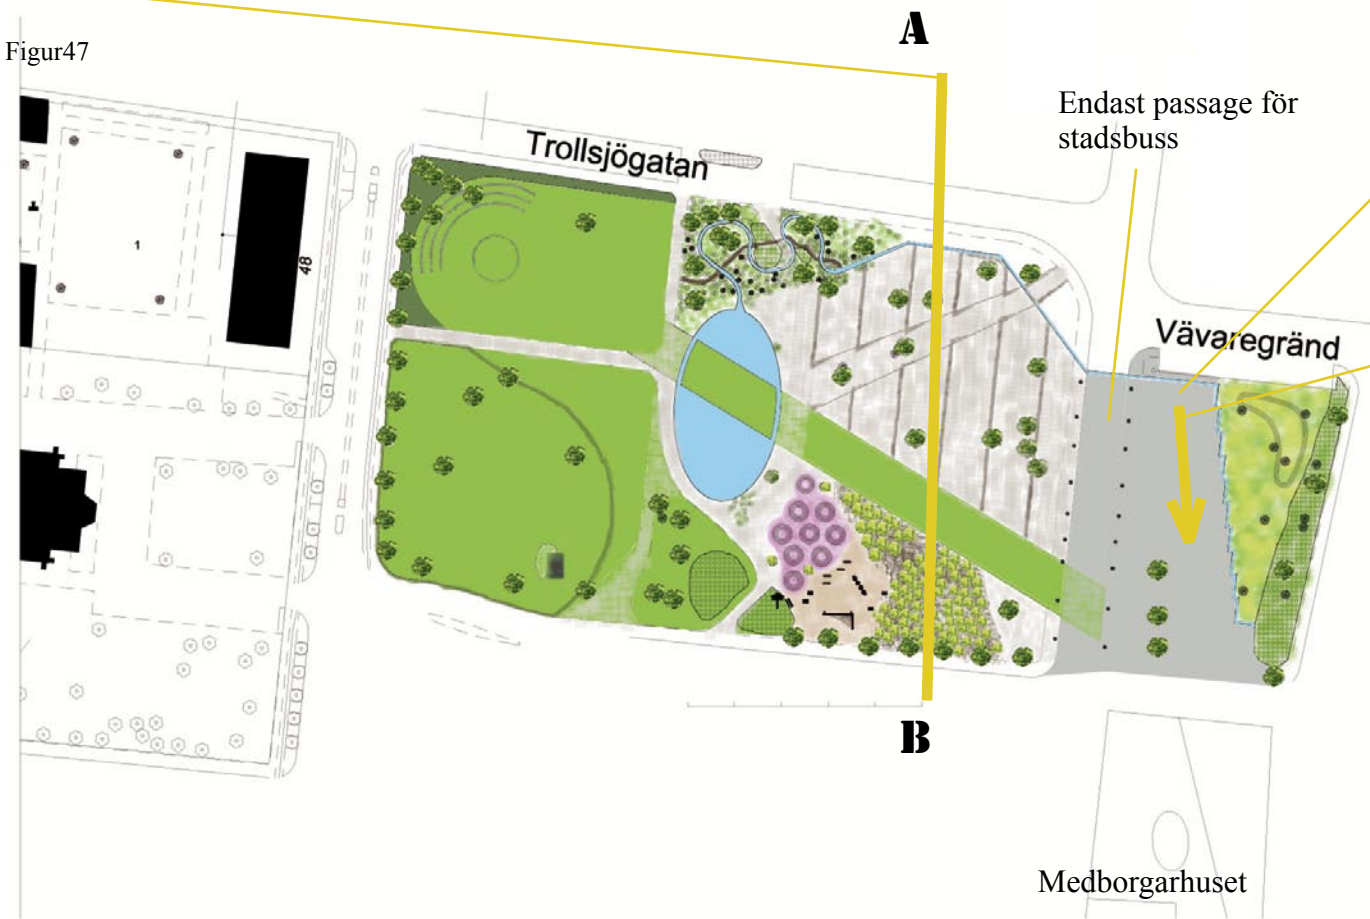 A
Figur47
Endast passage för
stadsbuss
Trollsjögatan
1
48
Vävaregränd
B
Medborgarhuset